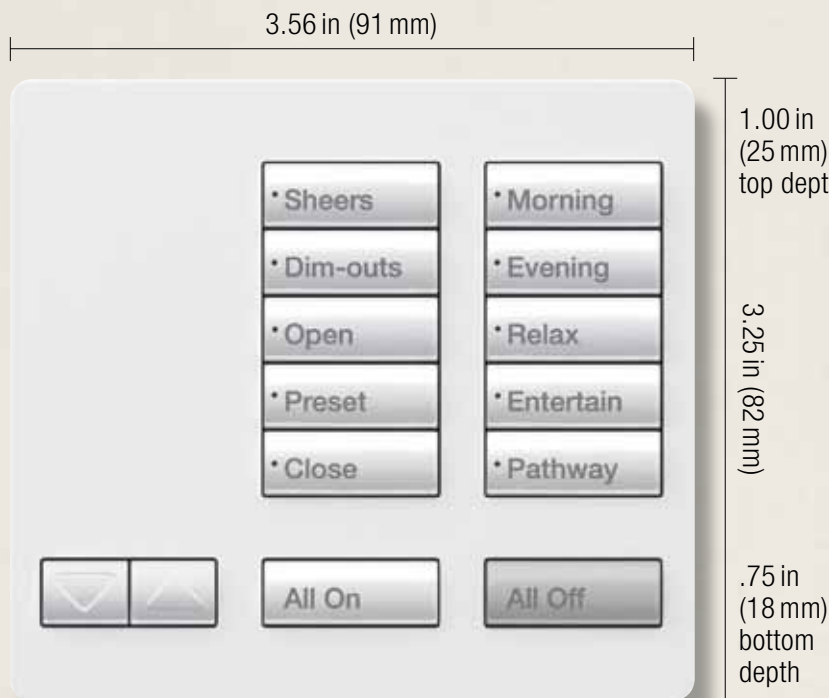 3.56 in (91 mm)
1.00 in
(25 mm)
top dept
Sheers
Morning
Dim-outs
Evening
Open
Relax
3.25 in (82 mm)
Preset
Entertain
Close
Pathway
All On
All Off
.75 in
(18 mm)
bottom
depth